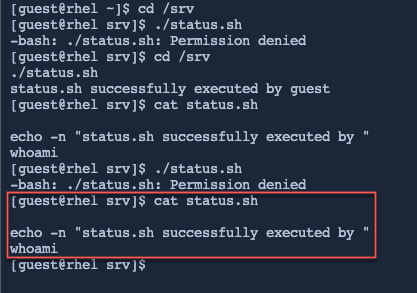 [guest@rhel ~]$ cd /srv
[guest@rhel srv]$ ./status.sh
-bash: ./status.sh: Permission denied
[guest@rhel srv]$ cd /srv
./status.sh
status.sh successfully executed by guest
[guest@rhel srv]$ cat status.sh
echo -n "status.sh successfully executed by "
whoami
[guest@rhel srv]$ ./status.sh
-bash: ./status.sh: Permission denied
[guest@rhel srv]$ cat status.sh
echo -n "status.sh successfully executed by "
whoami
[guest@rhel srv]$